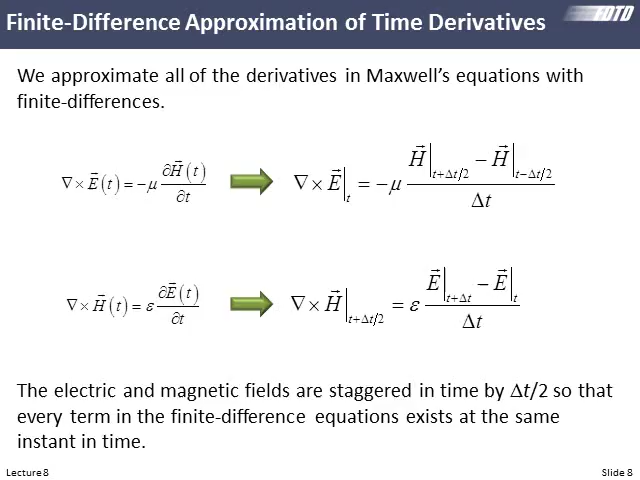 Finite-Difference Approximation of Time Derivatives
FDTD
We approximate all of the derivatives in Maxwell's equations with
finite-differences.
∇ × E⃗(t) = −μ ∂H⃗(t)/∂t ∇ × E⃗|t = −μ (H⃗|t+Δt/2 − H⃗|t−Δt/2)/Δt
∇ × H⃗(t) = ε ∂E⃗(t)/∂t ∇ × H⃗|t+Δt/2 = ε (E⃗|t+Δt − E⃗|t)/Δt
The electric and magnetic fields are staggered in time by Δt/2 so that
every term in the finite-difference equations exists at the same
instant in time.
Lecture 8 Slide 8